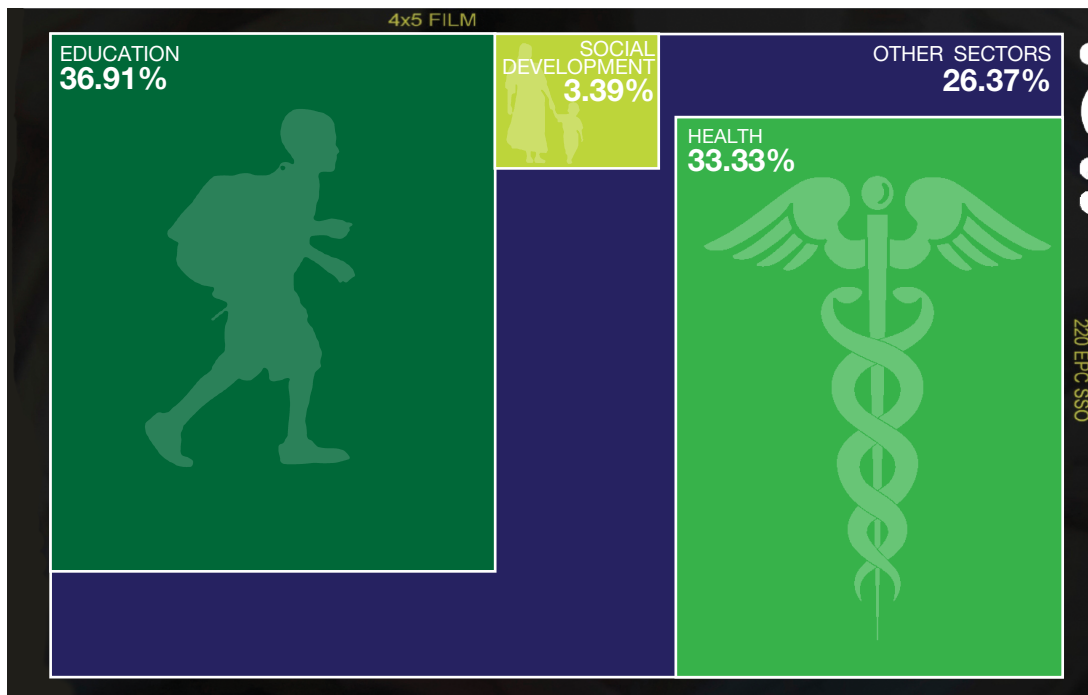 4x5 FILM
EDUCATION
36.91%
SOCIAL
DEVELOPMENT
3.39%
OTHER SECTORS
26.37%
HEALTH
33.33%
220 EPC SSO